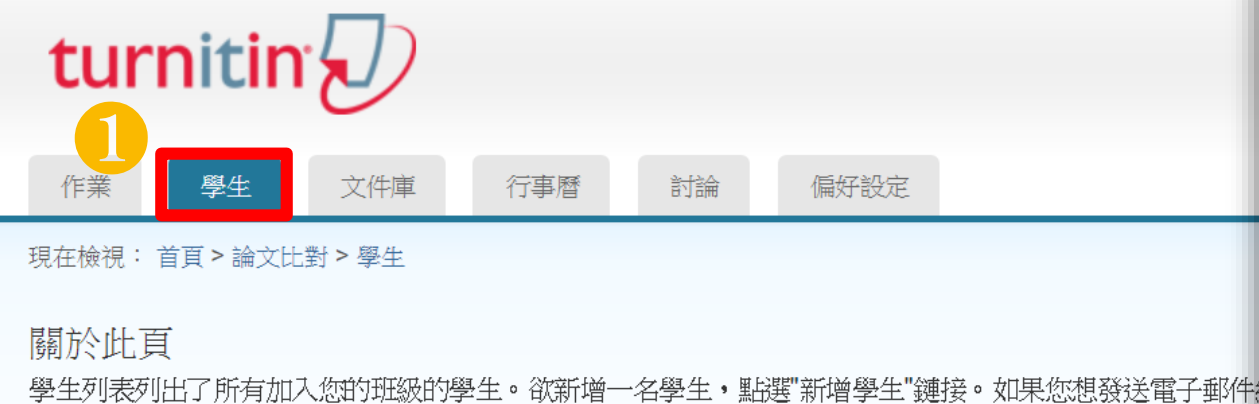 turnitin
1
作業 學生 文件庫 行事曆 討論 偏好設定
現在檢視： 首頁 > 論文比對 > 學生
關於此頁
學生列表列出了所有加入您的班級的學生。欲新增一名學生，點選"新增學生"鏈接。如果您想發送電子郵件